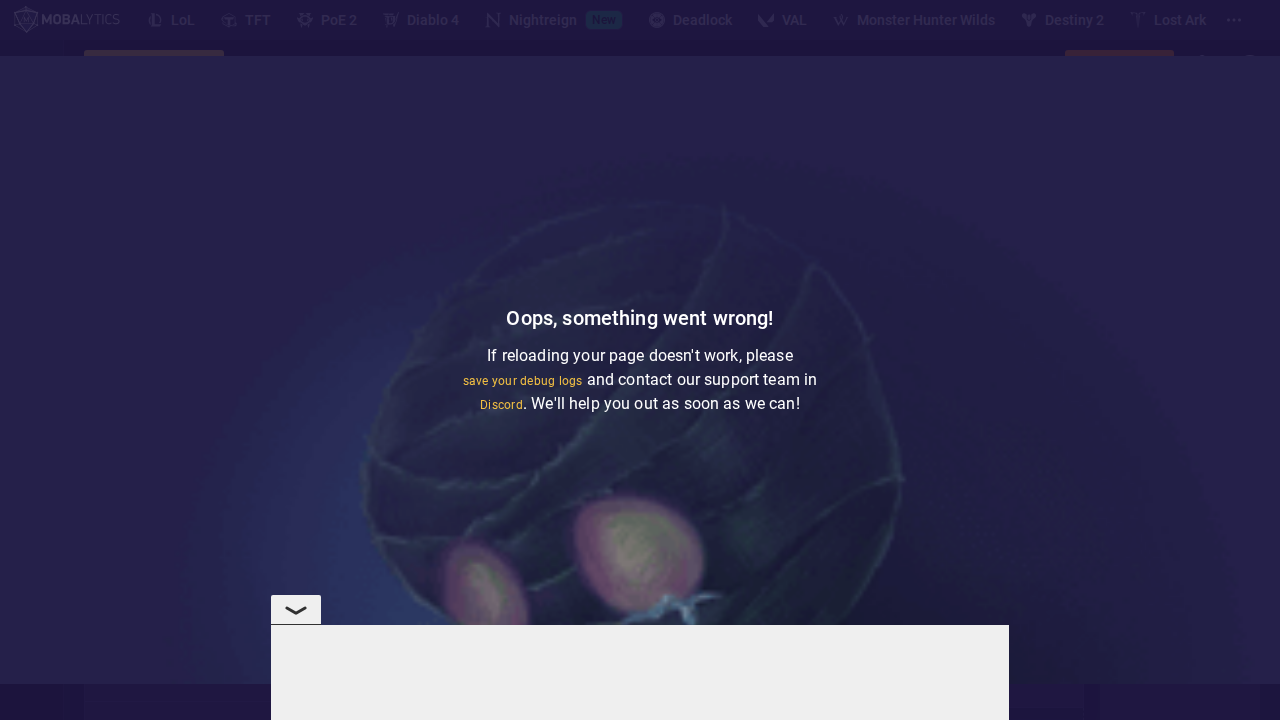 MOBALYTICS LoL TFT PoE 2 Diablo 4 Nightreign New Deadlock VAL Monster Hunter Wilds Destiny 2 Lost Ark
Oops, something went wrong!
If reloading your page doesn't work, please
save your debug logs and contact our support team in
Discord. We'll help you out as soon as we can!